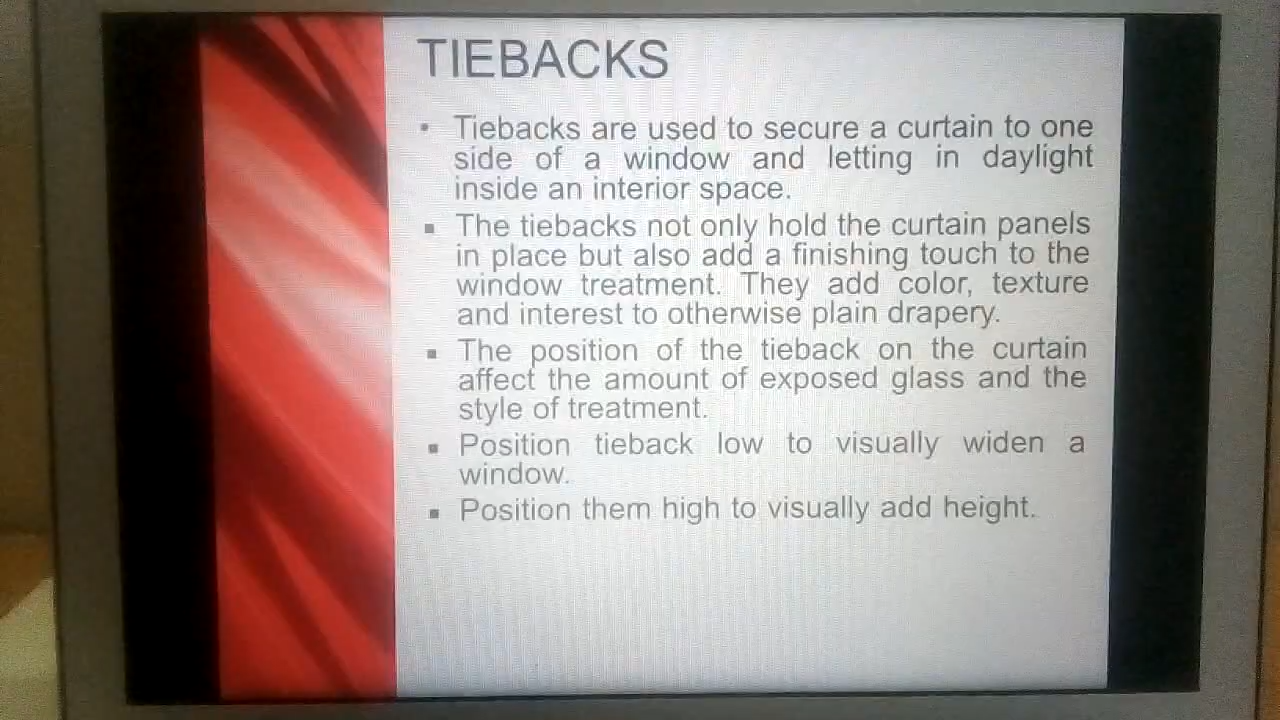 TIEBACKS
• Tiebacks are used to secure a curtain to one
side of a window and letting in daylight
inside an interior space.
▪ The tiebacks not only hold the curtain panels
in place but also add a finishing touch to the
window treatment. They add color, texture
and interest to otherwise plain drapery.
▪ The position of the tieback on the curtain
affect the amount of exposed glass and the
style of treatment.
▪ Position tieback low to visually widen a
window.
▪ Position them high to visually add height.